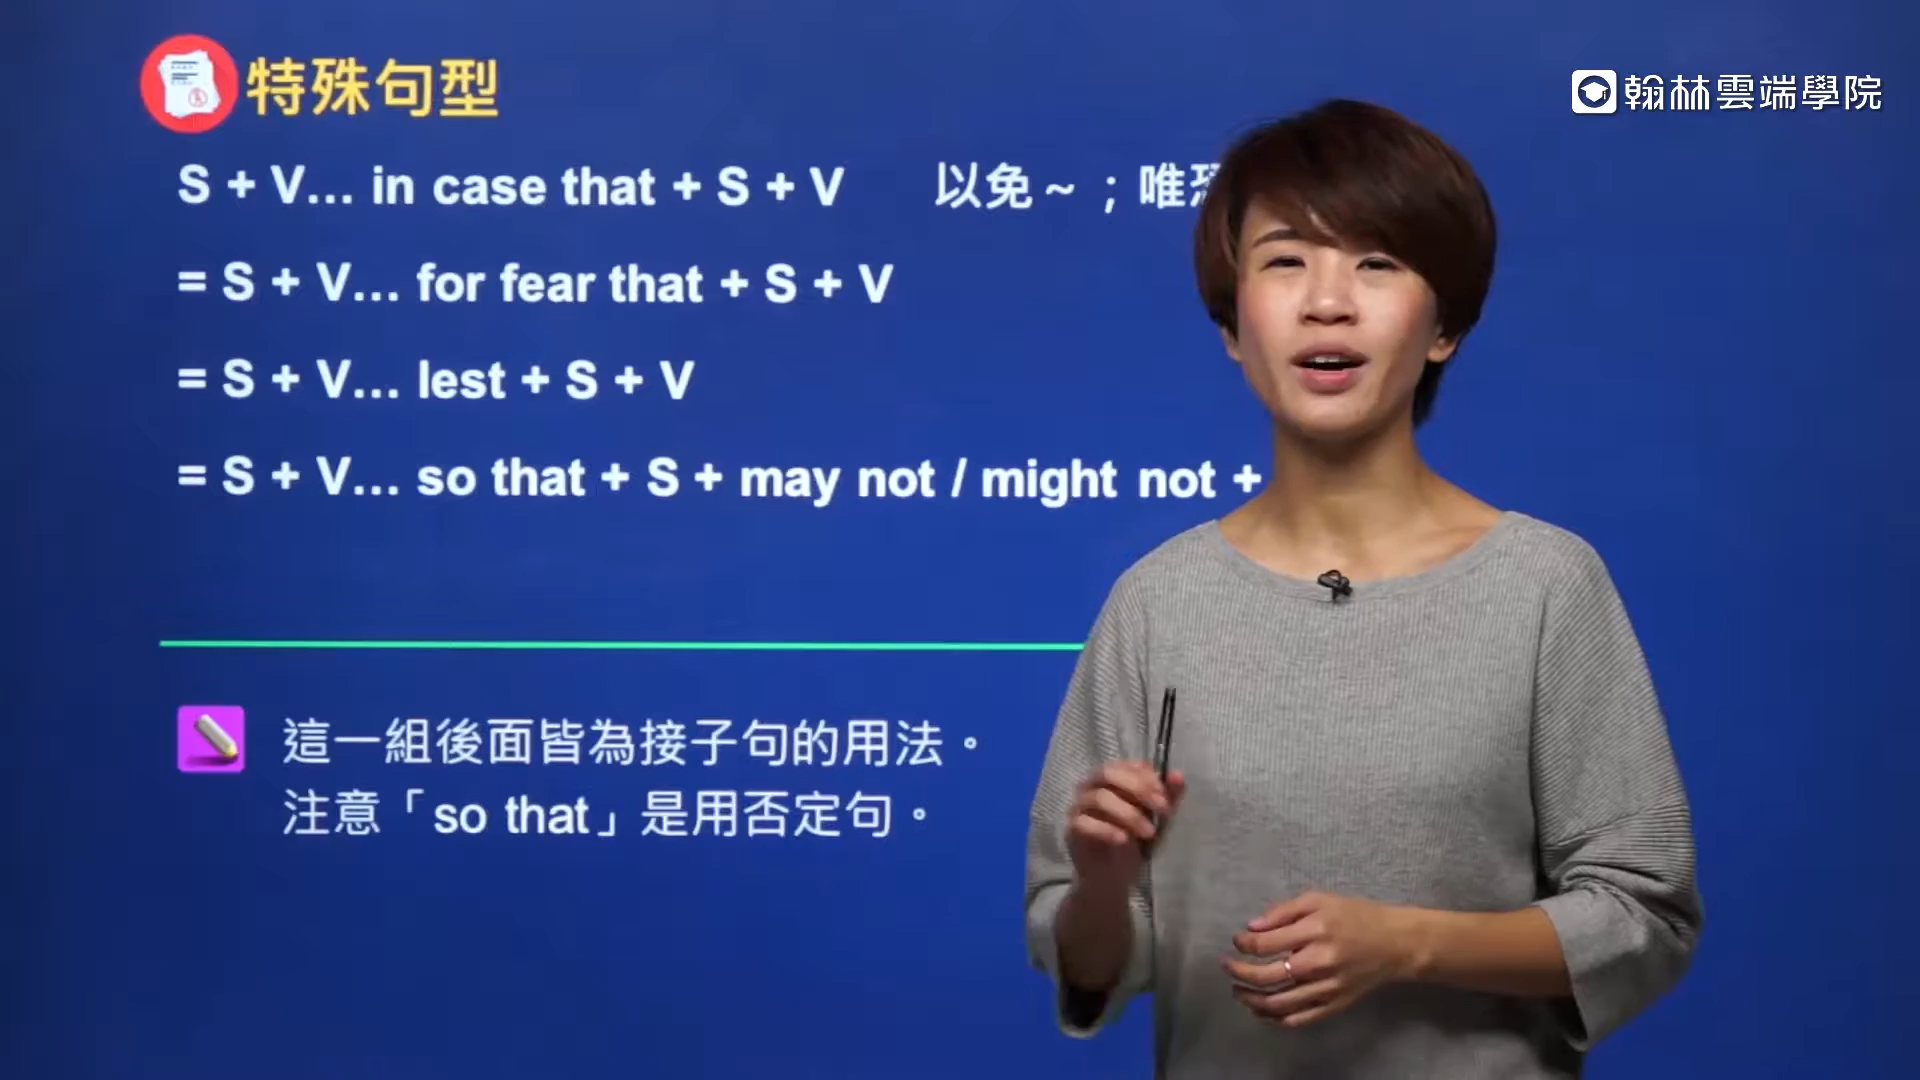 特殊句型
翰林雲端學院
S + V... in case that + S + V 以免~；唯
= S + V... for fear that + S + V
= S + V... lest + S + V
= S + V... so that + S + may not / might not +
這一組後面皆為接子句的用法。
注意「so that」是用否定句。